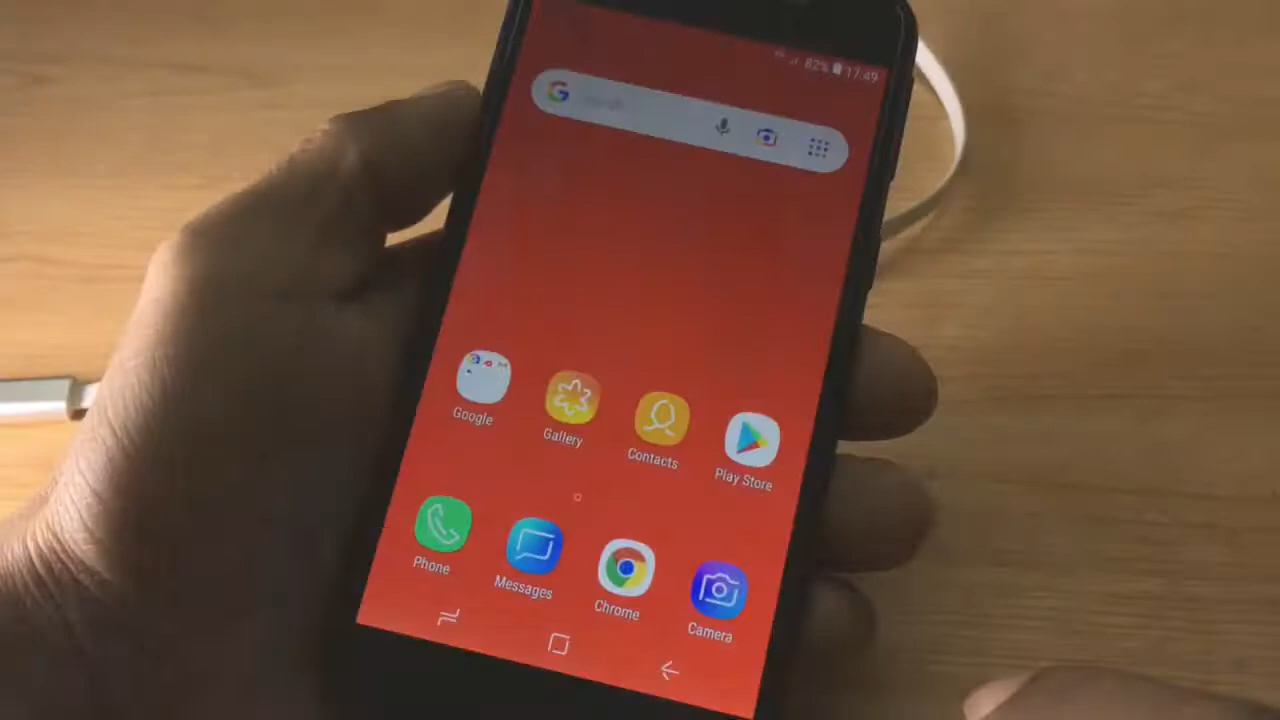 82% 17:49
Google
Gallery
Contacts
Play Store
Phone
Messages
Chrome
Camera